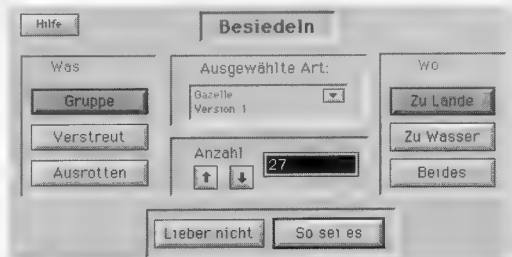 Hilfe
Besiedeln
Was
Gruppe
Verstreut
Ausrotten
Ausgewählte Art:
Gazelle
Version 1
Anzahl
27
Wo
Zu Lande
Zu Wasser
Beides
Lieber nicht
So sei es